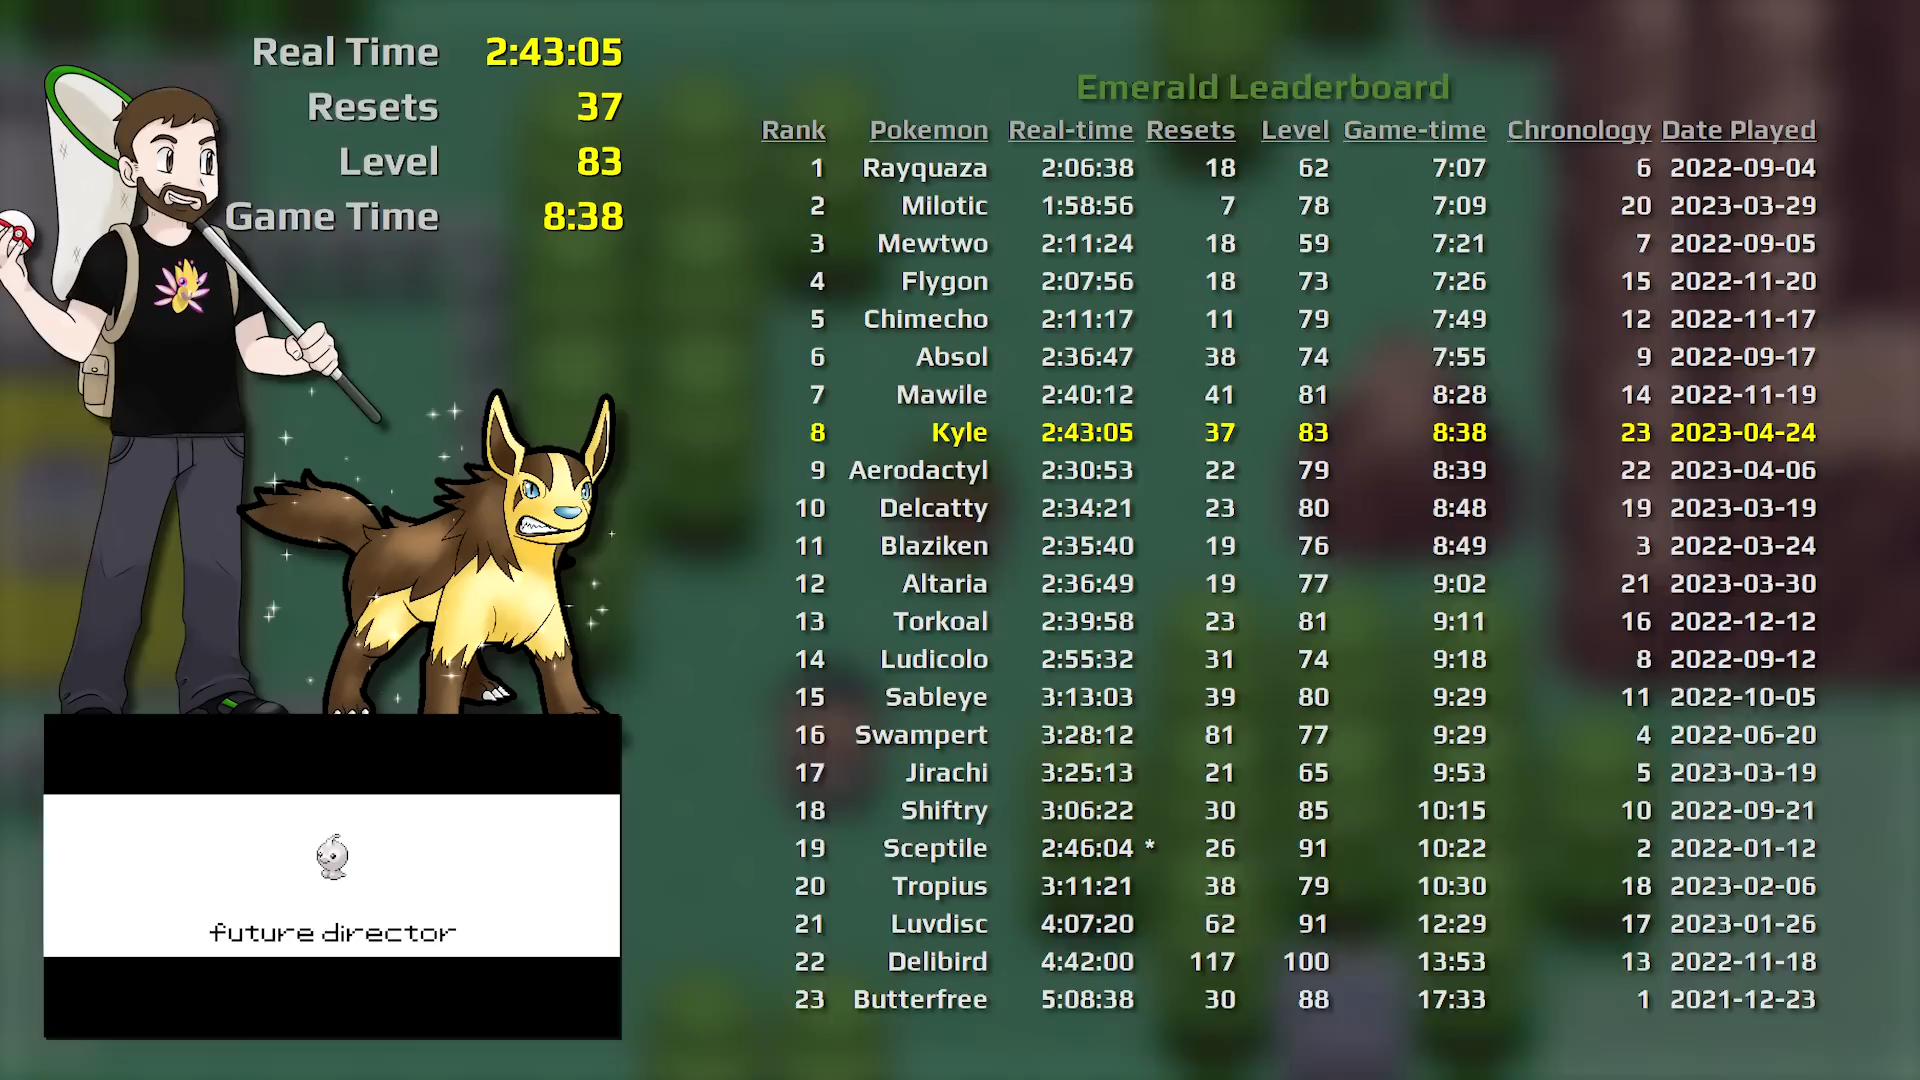 Real Time 2:43:05
Resets 37
Level 83
Game Time 8:38
future director
Emerald Leaderboard
Rank Pokemon Real-time Resets Level Game-time Chronology Date Played
1 Rayquaza 2:06:38 18 62 7:07 6 2022-09-04
2 Milotic 1:58:56 7 78 7:09 20 2023-03-29
3 Mewtwo 2:11:24 18 59 7:21 7 2022-09-05
4 Flygon 2:07:56 18 73 7:26 15 2022-11-20
5 Chimecho 2:11:17 11 79 7:49 12 2022-11-17
6 Absol 2:36:47 38 74 7:55 9 2022-09-17
7 Mawile 2:40:12 41 81 8:28 14 2022-11-19
8 Kyle 2:43:05 37 83 8:38 23 2023-04-24
9 Aerodactyl 2:30:53 22 79 8:39 22 2023-04-06
10 Delcatty 2:34:21 23 80 8:48 19 2023-03-19
11 Blaziken 2:35:40 19 76 8:49 3 2022-03-24
12 Altaria 2:36:49 19 77 9:02 21 2023-03-30
13 Torkoal 2:39:58 23 81 9:11 16 2022-12-12
14 Ludicolo 2:55:32 31 74 9:18 8 2022-09-12
15 Sableye 3:13:03 39 80 9:29 11 2022-10-05
16 Swampert 3:28:12 81 77 9:29 4 2022-06-20
17 Jirachi 3:25:13 21 65 9:53 5 2023-03-19
18 Shiftry 3:06:22 30 85 10:15 10 2022-09-21
19 Sceptile 2:46:04 * 26 91 10:22 2 2022-01-12
20 Tropius 3:11:21 38 79 10:30 18 2023-02-06
21 Luvdisc 4:07:20 62 91 12:29 17 2023-01-26
22 Delibird 4:42:00 117 100 13:53 13 2022-11-18
23 Butterfree 5:08:38 30 88 17:33 1 2021-12-23